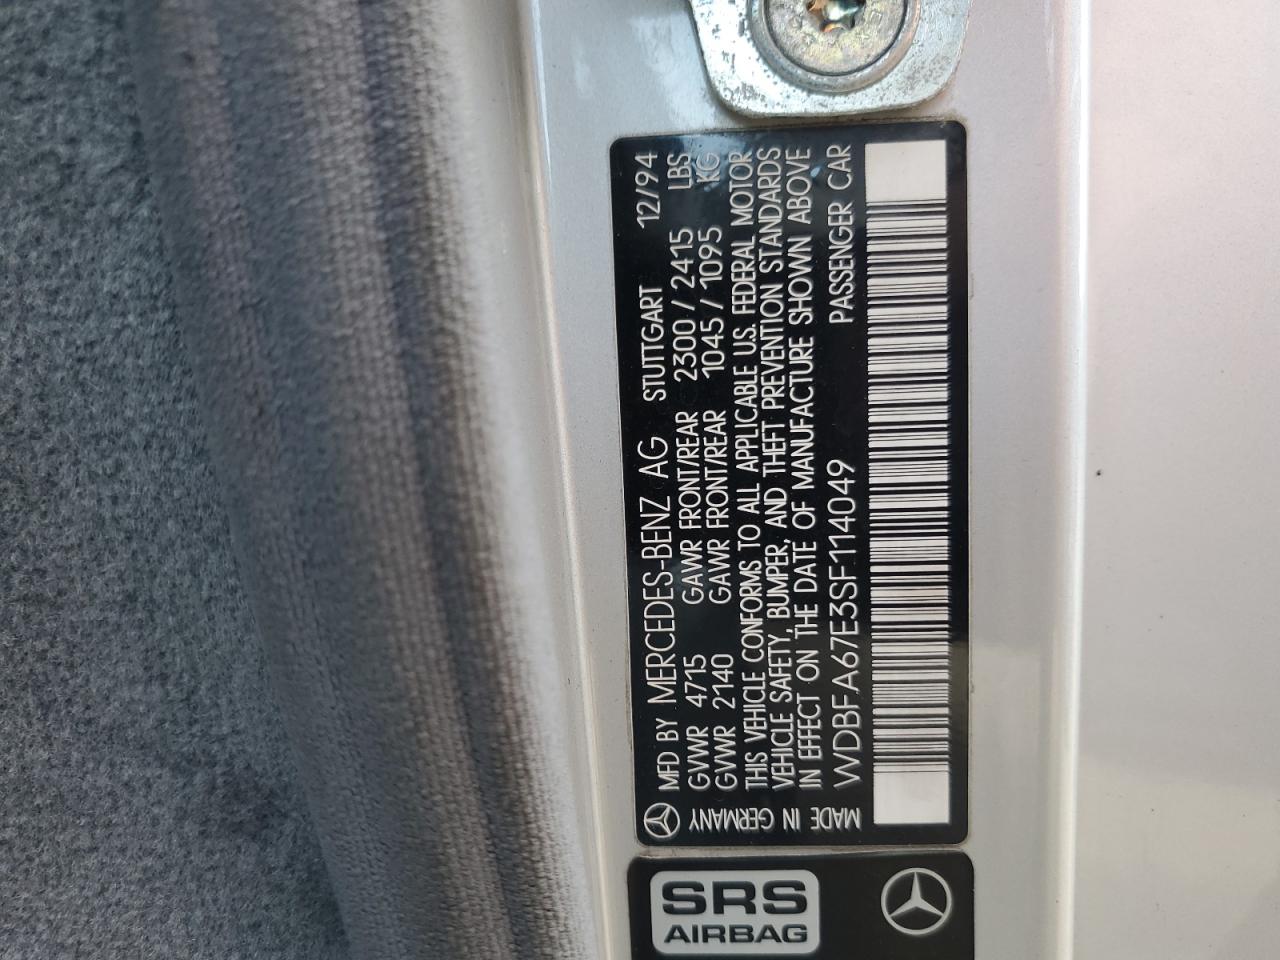 MFD BY MERCEDES-BENZ AG STUTTGART 12/94
GVWR 4715 GAWR FRONT/REAR 2300 / 2415 LBS
GVWR 2140 GAWR FRONT/REAR 1045 / 1095 KG
THIS VEHICLE CONFORMS TO ALL APPLICABLE U.S. FEDERAL MOTOR
VEHICLE SAFETY, BUMPER, AND THEFT PREVENTION STANDARDS
IN EFFECT ON THE DATE OF MANUFACTURE SHOWN ABOVE
WDBFA67E3SF114049 PASSENGER CAR
MADE IN GERMANY
SRS
AIRBAG